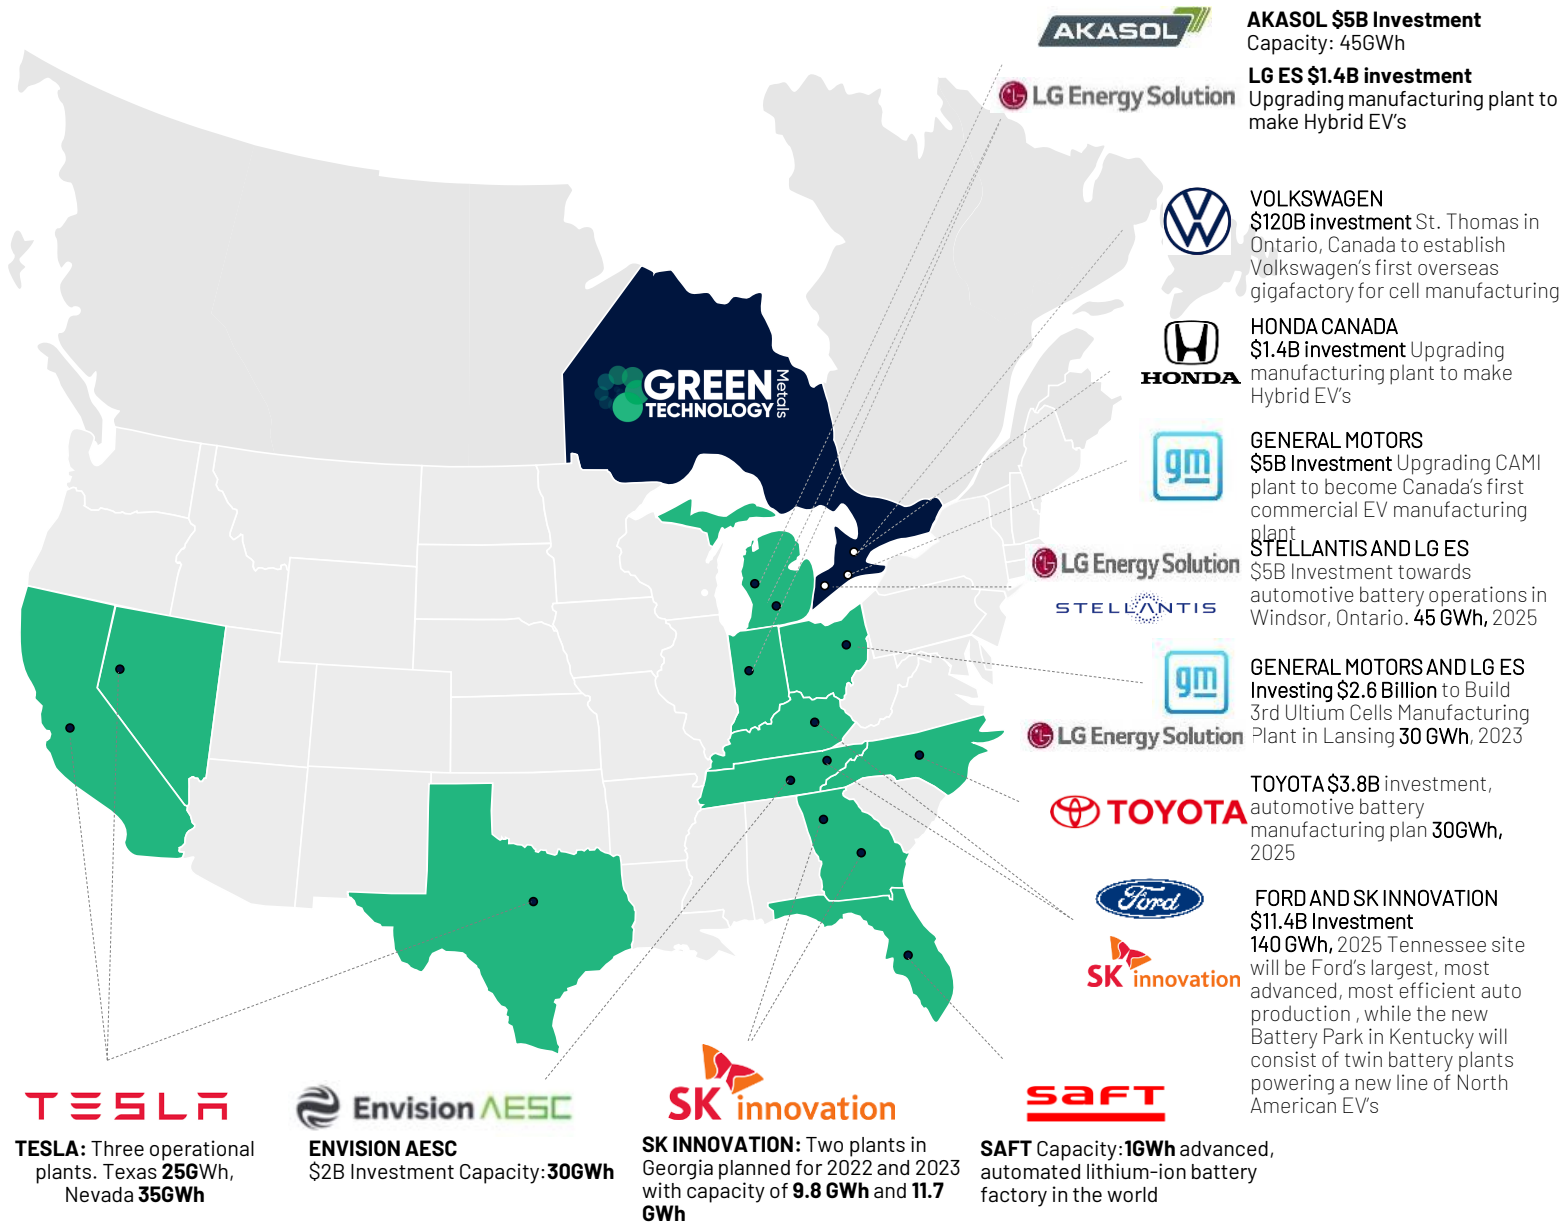 AKASOL
AKASOL $5B Investment
Capacity: 45GWh
LG Energy Solution
LG ES $1.4B investment
Upgrading manufacturing plant to
make Hybrid EV's
VOLKSWAGEN
$120B investment St. Thomas in
Ontario, Canada to establish
Volkswagen's first overseas
gigafactory for cell manufacturing
HONDA
HONDA CANADA
$1.4B investment Upgrading
manufacturing plant to make
Hybrid EV's
GREEN
TECHNOLOGY
Metals
gm
GENERAL MOTORS
$5B Investment Upgrading CAMI
plant to become Canada's first
commercial EV manufacturing
plant
LG Energy Solution
STELLANTIS
STELLANTIS AND LG ES
$5B Investment towards
automotive battery operations in
Windsor, Ontario. 45 GWh, 2025
gm
LG Energy Solution
GENERAL MOTORS AND LG ES
Investing $2.6 Billion to Build
3rd Ultium Cells Manufacturing
Plant in Lansing 30 GWh, 2023
TOYOTA
TOYOTA $3.8B investment,
automotive battery
manufacturing plan 30GWh,
2025
Ford
SK innovation
FORD AND SK INNOVATION
$11.4B Investment
140 GWh, 2025 Tennessee site
will be Ford's largest, most
advanced, most efficient auto
production , while the new
Battery Park in Kentucky will
consist of twin battery plants
powering a new line of North
American EV's
TESLA
TESLA: Three operational
plants. Texas 25GWh,
Nevada 35GWh
Envision AESC
ENVISION AESC
$2B Investment Capacity:30GWh
SK innovation
SK INNOVATION: Two plants in
Georgia planned for 2022 and 2023
with capacity of 9.8 GWh and 11.7
GWh
saft
SAFT Capacity:1GWh advanced,
automated lithium-ion battery
factory in the world